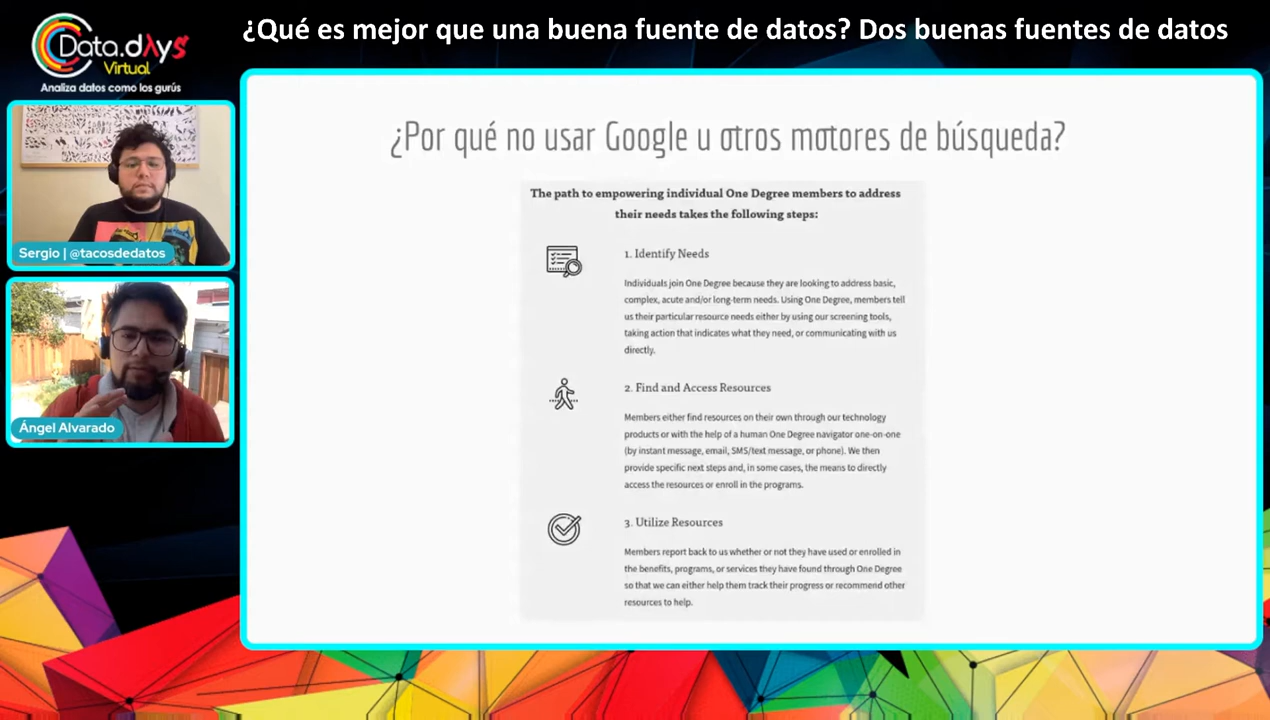 ¿Qué es mejor que una buena fuente de datos? Dos buenas fuentes de datos
Data.dAys
Virtual
Analiza datos como los gurús
Sergio | @tacosdedatos
Ángel Alvarado
¿Por qué no usar Google u otros motores de búsqueda?
The path to empowering individual One Degree members to address
their needs takes the following steps:
1. Identify Needs
Individuals join One Degree because they are looking to address basic,
complex, acute and/or long-term needs. Using One Degree, members tell
us their particular resource needs either by using our screening tools,
taking action that indicates what they need, or communicating with us
directly.
2. Find and Access Resources
Members either find resources on their own through our technology
products or with the help of a human One Degree navigator one-on-one
(by instant message, email, SMS/text message, or phone). We then
provide specific next steps and, in some cases, the means to directly
access the resources or enroll in the programs.
3. Utilize Resources
Members report back to us whether or not they have used or enrolled in
the benefits, programs, or services they have found through One Degree
so that we can either help them track their progress or recommend other
resources to help.